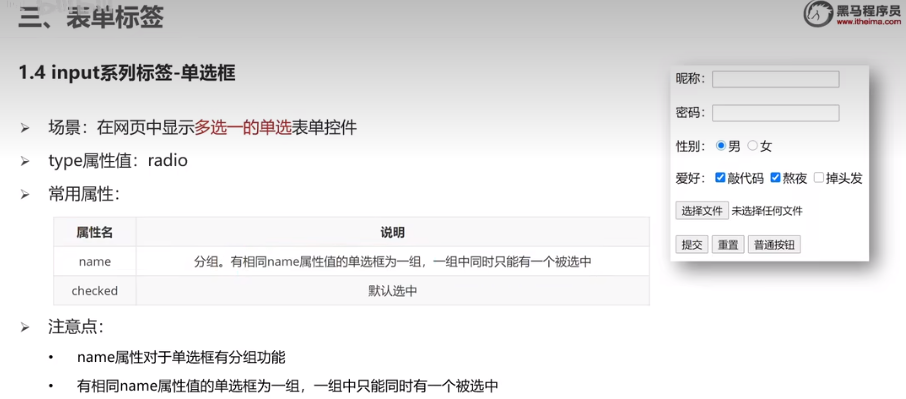 三、表单标签
黑马程序员
www.itheima.com
1.4 input系列标签-单选框
➢ 场景：在网页中显示多选一的单选表单控件
➢ type属性值：radio
➢ 常用属性：
属性名 说明
name 分组。有相同name属性值的单选框为一组，一组中同时只能有一个被选中
checked 默认选中
➢ 注意点：
• name属性对于单选框有分组功能
• 有相同name属性值的单选框为一组，一组中只能同时有一个被选中
昵称：
密码：
性别： 男 女
爱好： 敲代码 熬夜 掉头发
选择文件 未选择任何文件
提交 重置 普通按钮